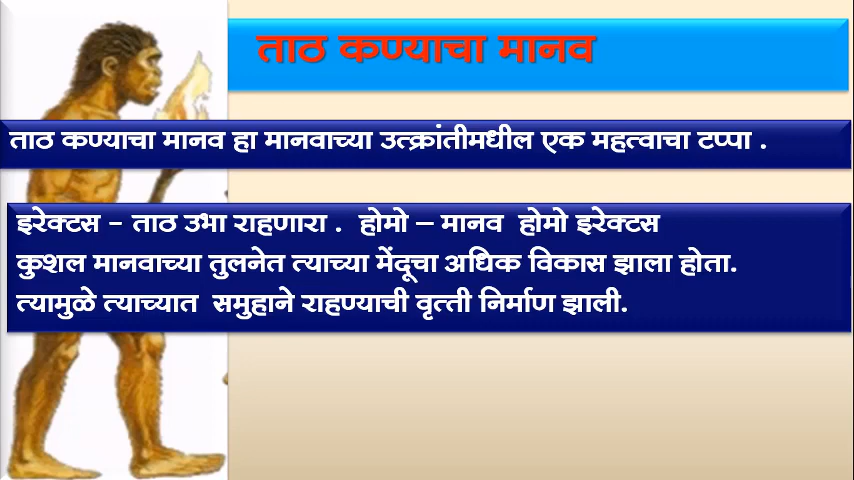 ताठ कण्याचा मानव
ताठ कण्याचा मानव हा मानवाच्या उत्क्रांतीमधील एक महत्वाचा टप्पा .
इरेक्टस - ताठ उभा राहणारा . होमो – मानव होमो इरेक्टस
कुशल मानवाच्या तुलनेत त्याच्या मेंदूचा अधिक विकास झाला होता.
त्यामुळे त्याच्यात समुहाने राहण्याची वृत्ती निर्माण झाली.